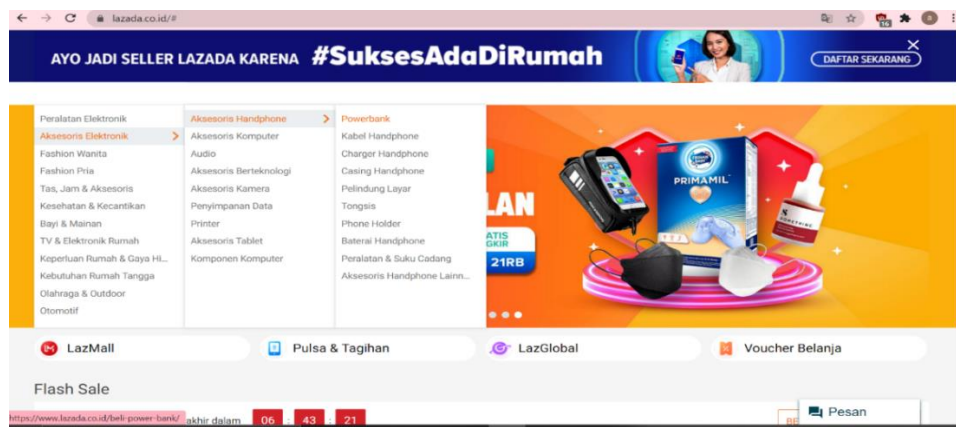 lazada.co.id/#
16
AYO JADI SELLER LAZADA KARENA #SuksesAdaDiRumah
DAFTAR SEKARANG
Peralatan Elektronik
Aksesoris Elektronik
Fashion Wanita
Fashion Pria
Tas, Jam & Aksesoris
Kesehatan & Kecantikan
Bayi & Mainan
TV & Elektronik Rumah
Keperluan Rumah & Gaya Hi...
Kebutuhan Rumah Tangga
Olahraga & Outdoor
Otomotif
Aksesoris Handphone
Aksesoris Komputer
Audio
Aksesoris Berteknologi
Aksesoris Kamera
Penyimpanan Data
Printer
Aksesoris Tablet
Komponen Komputer
Powerbank
Kabel Handphone
Charger Handphone
Casing Handphone
Pelindung Layar
Tongsis
Phone Holder
Baterai Handphone
Peralatan & Suku Cadang
Aksesoris Handphone Lainn...
LAN
ATIS
GKIR
21RB
PRIMAMIL
LazMall
Pulsa & Tagihan
LazGlobal
Voucher Belanja
Flash Sale
akhir dalam 06 : 43 : 21
BE
Pesan
https://www.lazada.co.id/beli-power-bank/